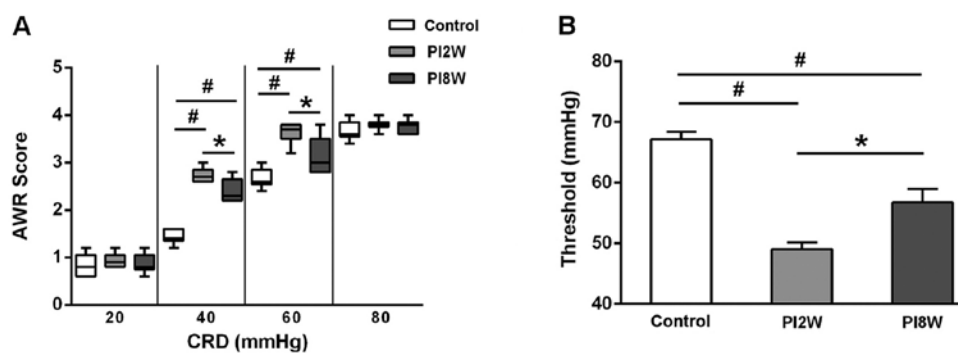 A
Control
PI2W
PI8W
AWR Score
5
4
3
2
1
0
#
#
*
#
#
*
20
40
60
80
CRD (mmHg)
B
Threshold (mmHg)
80
70
60
50
40
#
#
*
Control
PI2W
PI8W